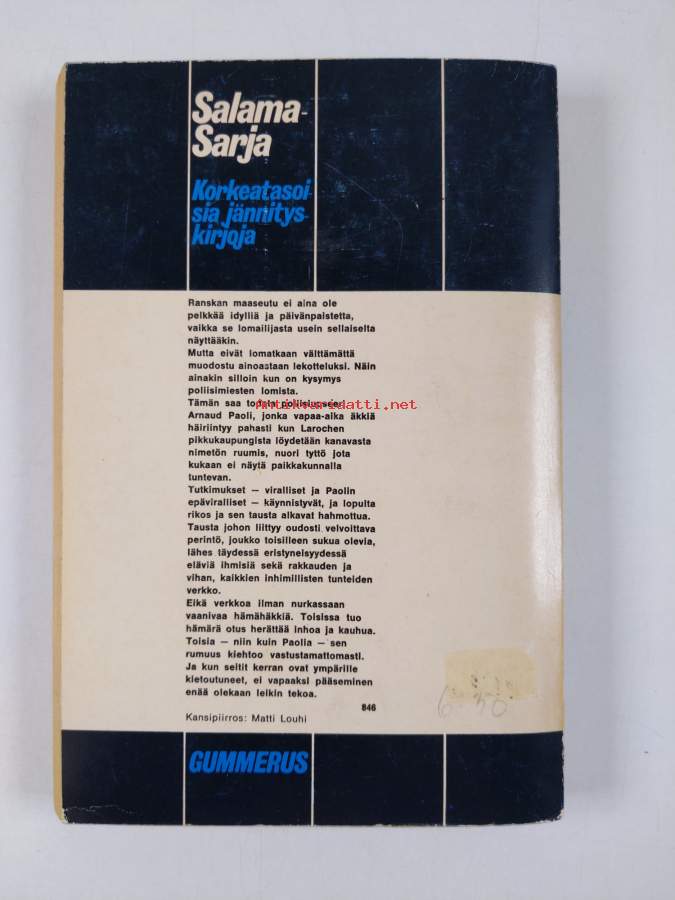 Salama-
Sarja
Korkeatasoi-
sia jännitys-
kirjoja
Ranskan maaseutu ei aina ole
pelkkää idylliä ja päivänpaistetta,
vaikka se lomailijasta usein sellaiselta
näyttääkin.
Mutta eivät lomatkaan välttämättä
muodostu ainoastaan lekotteluksi. Näin
ainakin silloin kun on kysymys
poliisimiesten lomista.
Tämän saa todeta
Antikvariaatti.net
Arnaud Paoli, jonka vapaa-aika äkkiä
häiriintyy pahasti kun Larochen
pikkukaupungista löydetään kanavasta
nimetön ruumis, nuori tyttö jota
kukaan ei näytä paikkakunnalla
tuntevan.
Tutkimukset — viralliset ja Paolin
epäviralliset — käynnistyvät, ja lopulta
rikos ja sen tausta alkavat hahmottua.
Tausta johon liittyy oudosti velvoittava
perintö, joukko toisilleen sukua olevia,
lähes täydessä eristyneisyydessä
eläviä ihmisiä sekä rakkauden ja
vihan, kaikkien inhimillisten tunteiden
verkko.
Eikä verkkoa ilman nurkassaan
vaanivaa hämähäkkiä. Toisissa tuo
hämärä otus herättää inhoa ja kauhua.
Toisia — niin kuin Paolia — sen
rumuus kiehtoo vastustamattomasti.
Ja kun seitit kerran ovat ympärille
kietoutuneet, ei vapaaksi pääseminen
enää olekaan leikin tekoa.
846
Kansipiirros: Matti Louhi
GUMMERUS